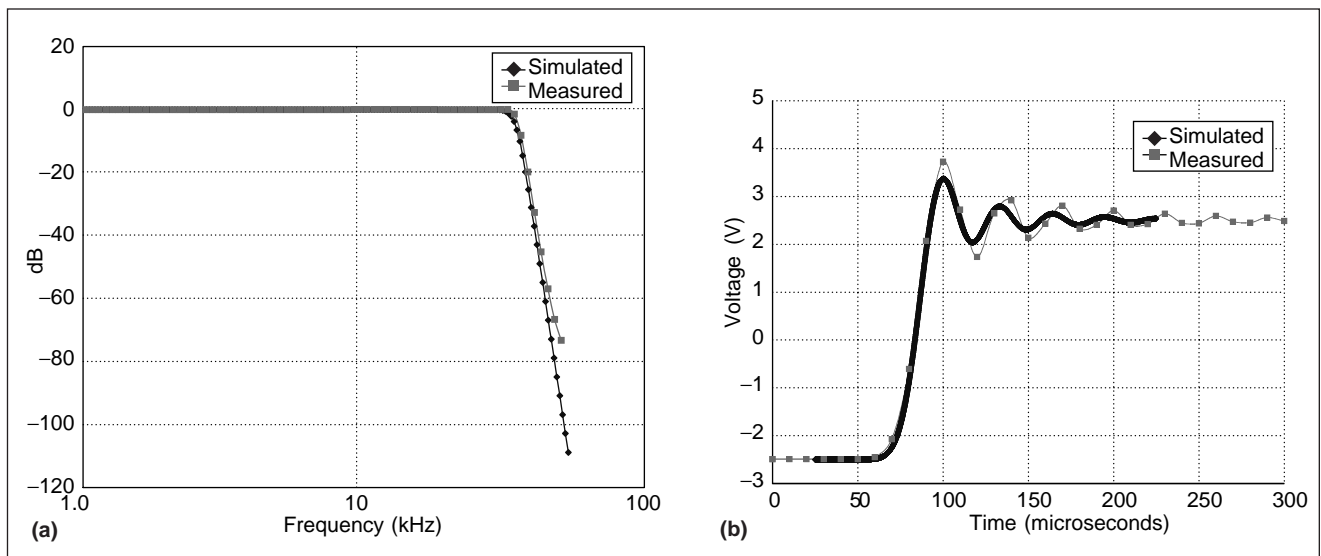 20
0
−20
−40
−60
−80
−100
−120
dB
1.0
10
100
Frequency (kHz)
Simulated
Measured
(a)
5
4
3
2
1
0
−1
−2
−3
Voltage (V)
0
50
100
150
200
250
300
Time (microseconds)
Simulated
Measured
(b)